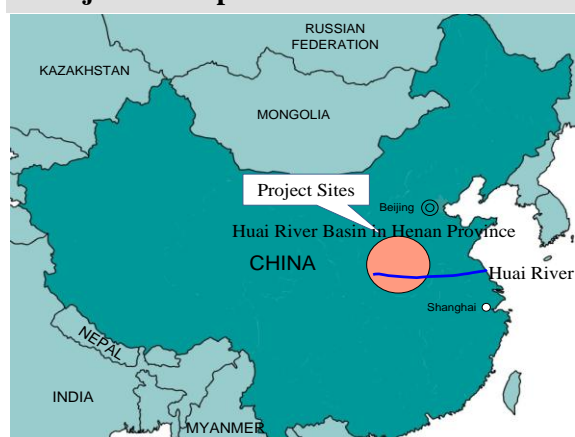 RUSSIAN
FEDERATION
KAZAKHSTAN
MONGOLIA
Project Sites
Beijing
Huai River Basin in Henan Province
CHINA
Huai River
Shanghai
NEPAL
INDIA
MYANMER